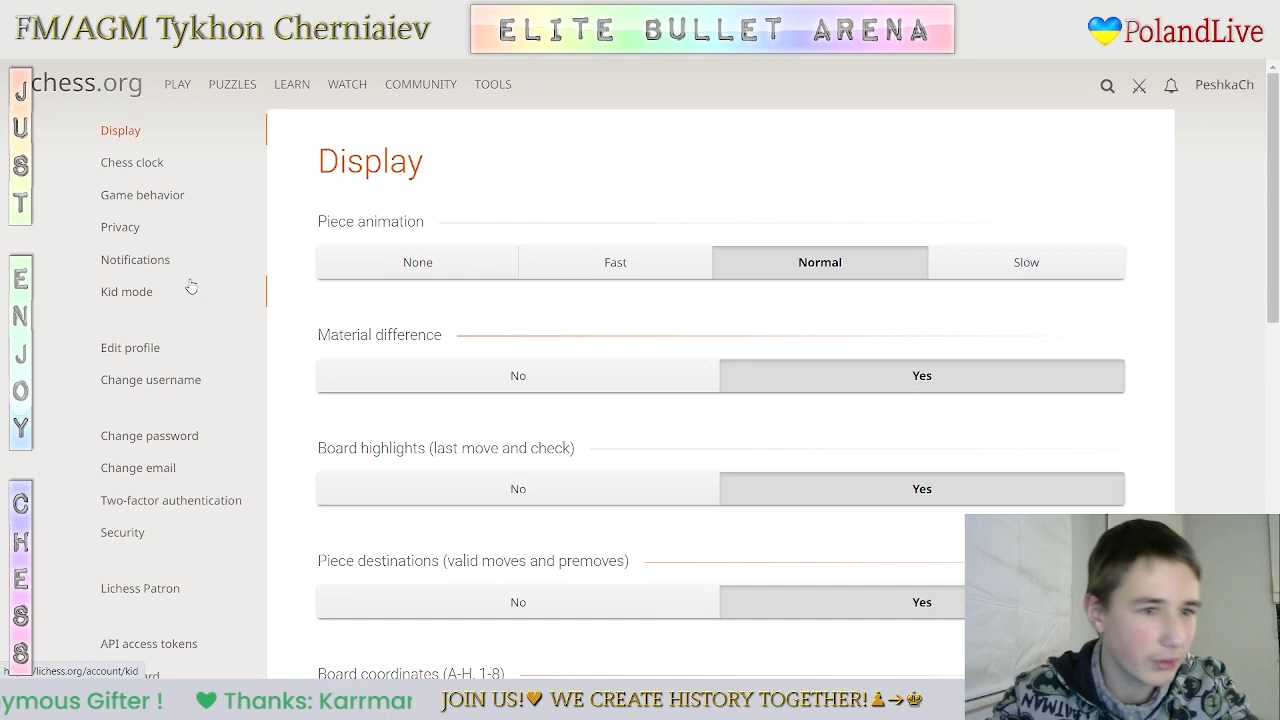 FM/AGM Tykhon Cherniaiev
ELITE BULLET ARENA
PolandLive
chess.org
PLAY
PUZZLES
LEARN
WATCH
COMMUNITY
TOOLS
PeshkaCh
JUST
ENJOY
CHESS
Display
Chess clock
Game behavior
Privacy
Notifications
Kid mode
Edit profile
Change username
Change password
Change email
Two-factor authentication
Security
Lichess Patron
API access tokens
Display
Piece animation
None
Fast
Normal
Slow
Material difference
No
Yes
Board highlights (last move and check)
No
Yes
Piece destinations (valid moves and premoves)
No
Yes
Board coordinates (A-H, 1-8)
/lichess.org/account/kid
ymous Gifter ! 💚 Thanks: Karrmar
JOIN US!🧡 WE CREATE HISTORY TOGETHER!♟➔♚
BATMAN